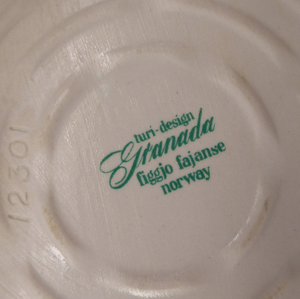 turi-design
Granada
figgjo fajanse
norway
12301